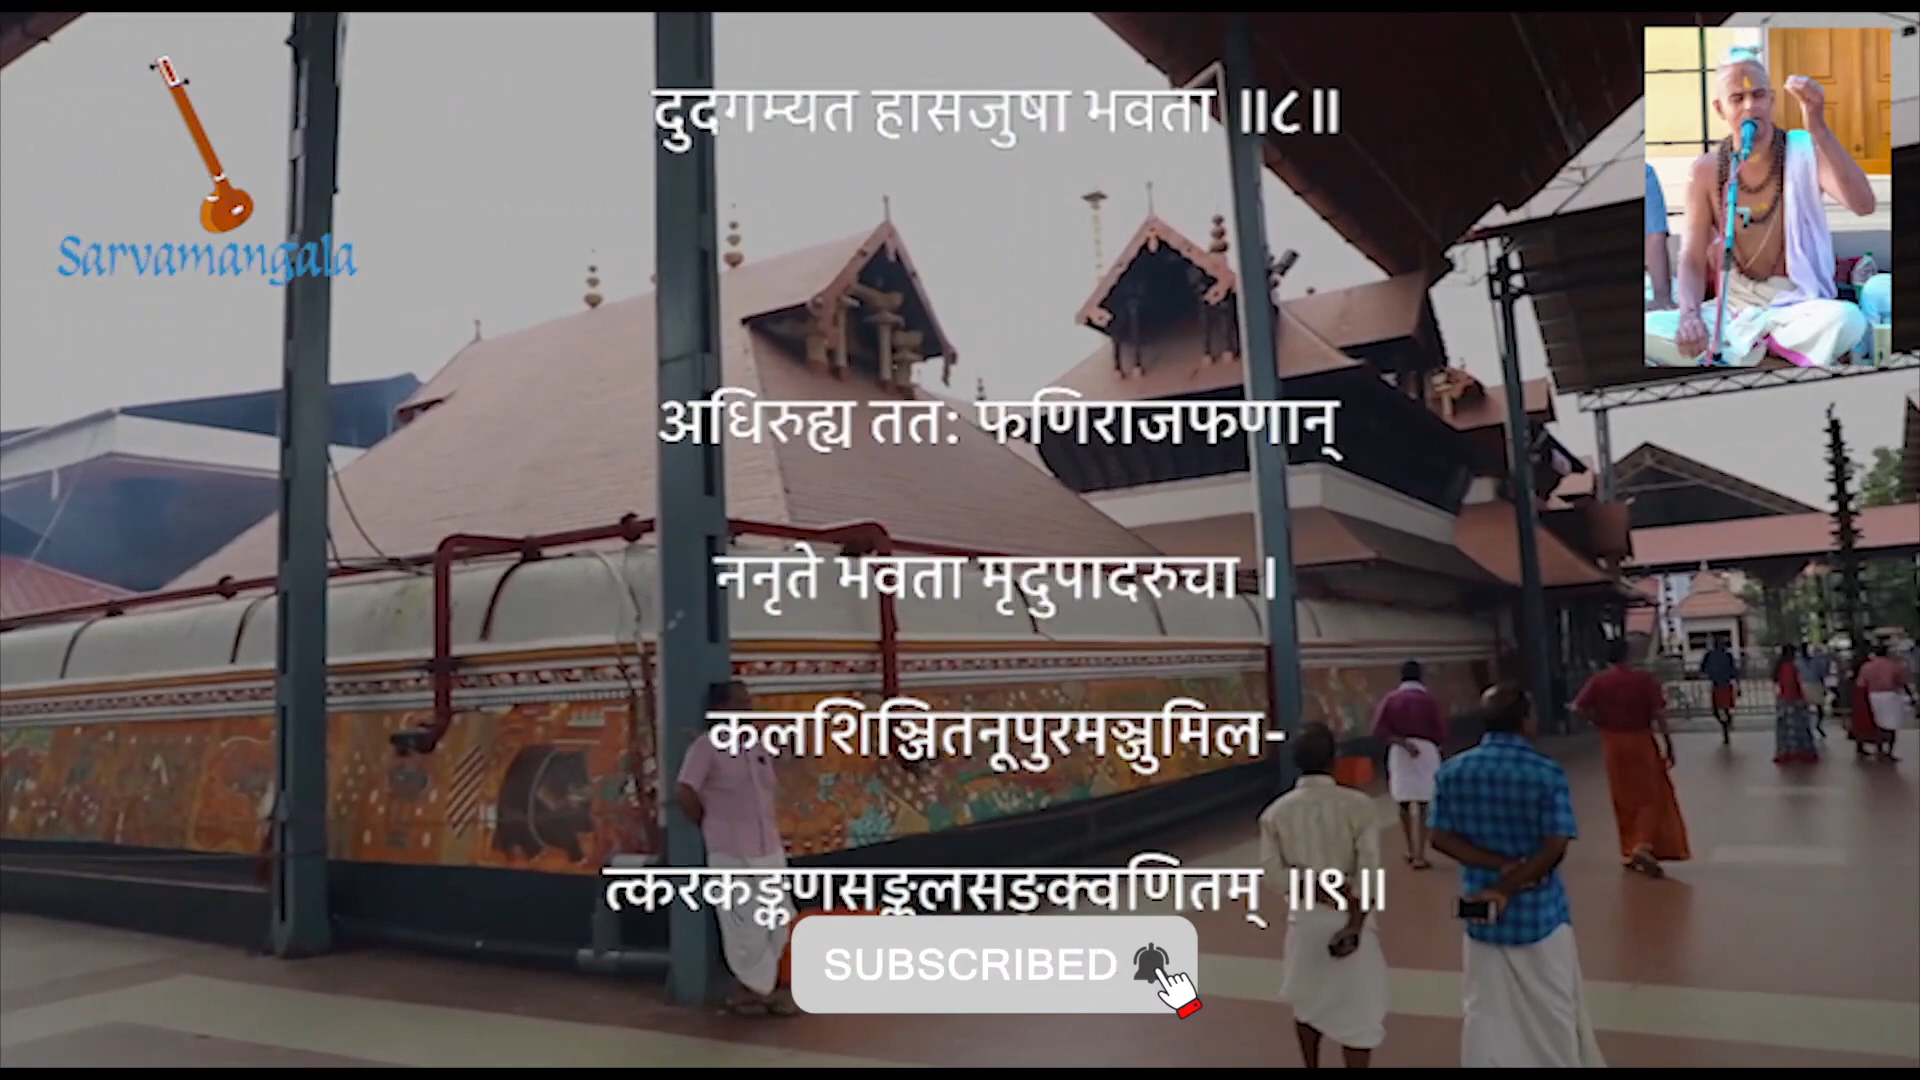 Sarvamangala
दुदगम्यत हासजुषा भवता ॥८॥
अधिरुह्य तत: फणिराजफणान्
ननृते भवता मृदुपादरुचा ।
कलशिञ्जितनूपुरमञ्जुमिल-
त्करकङ्कणसङ्कुलसङ्क्वणितम् ॥९॥
SUBSCRIBED